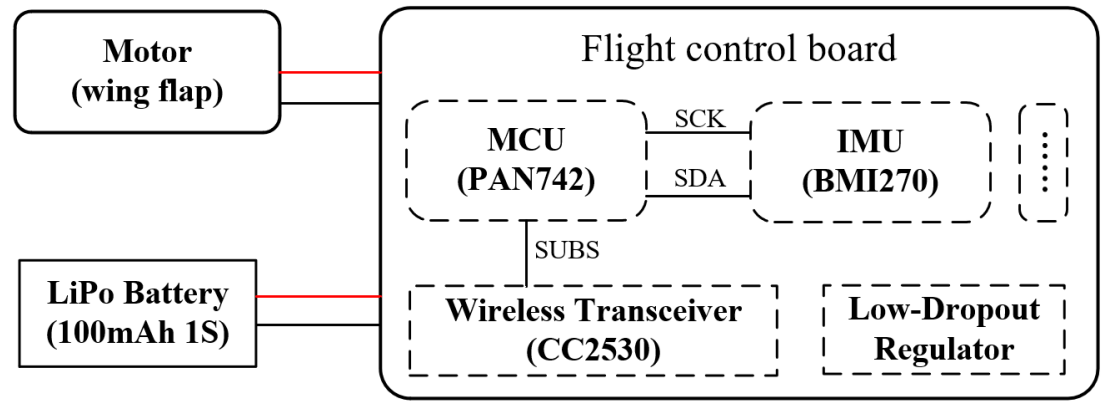 Motor
(wing flap)
Flight control board
MCU
(PAN742)
SCK
SDA
IMU
(BMI270)
SUBS
LiPo Battery
(100mAh 1S)
Wireless Transceiver
(CC2530)
Low-Dropout
Regulator